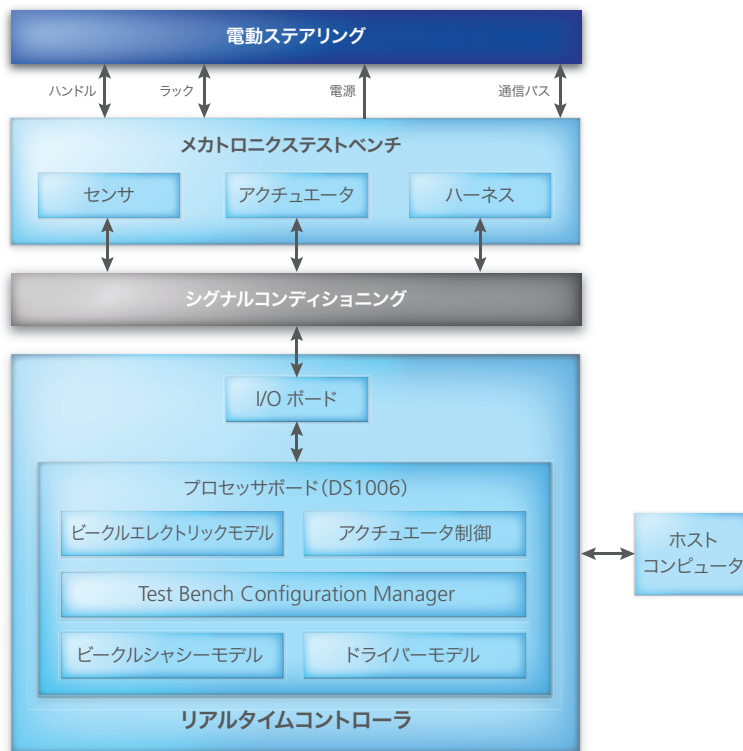 電動ステアリング
ハンドル
ラック
電源
通信バス
メカトロニクステストベンチ
センサ
アクチュエータ
ハーネス
シグナルコンディショニング
I/O ボード
プロセッサボード(DS1006)
ビークルエレクトリックモデル
アクチュエータ制御
Test Bench Configuration Manager
ビークルシャシーモデル
ドライバーモデル
リアルタイムコントローラ
ホスト
コンピュータ